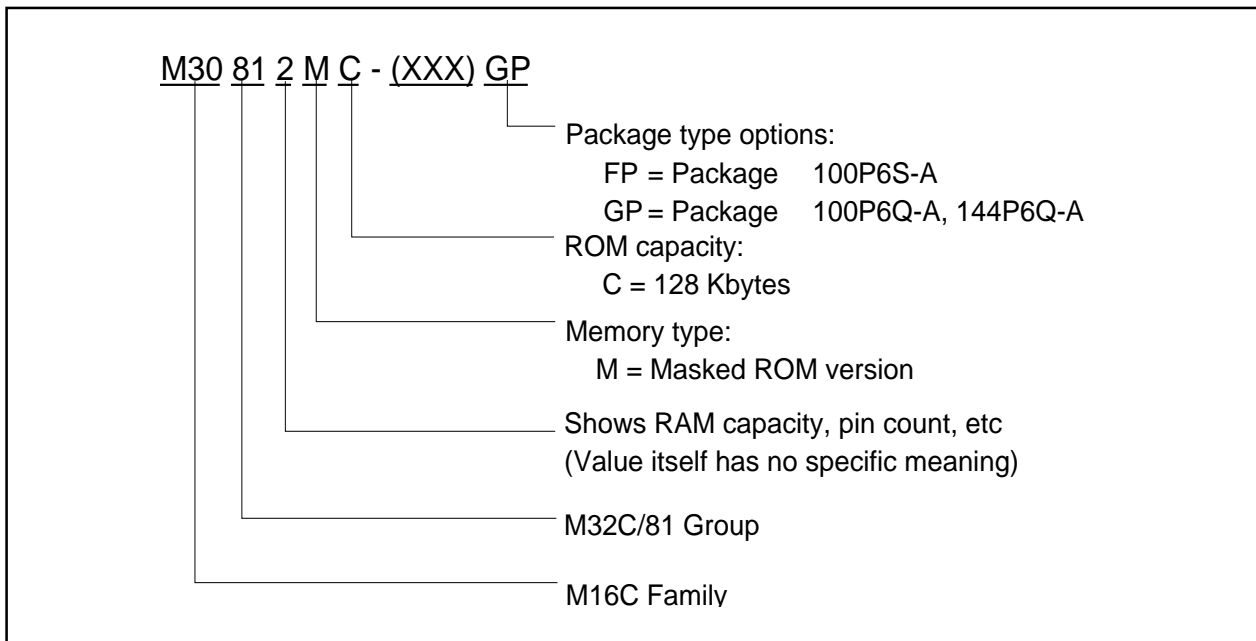 M30 81 2 M C - (XXX) GP
Package type options:
FP = Package 100P6S-A
GP = Package 100P6Q-A, 144P6Q-A
ROM capacity:
C = 128 Kbytes
Memory type:
M = Masked ROM version
Shows RAM capacity, pin count, etc
(Value itself has no specific meaning)
M32C/81 Group
M16C Family